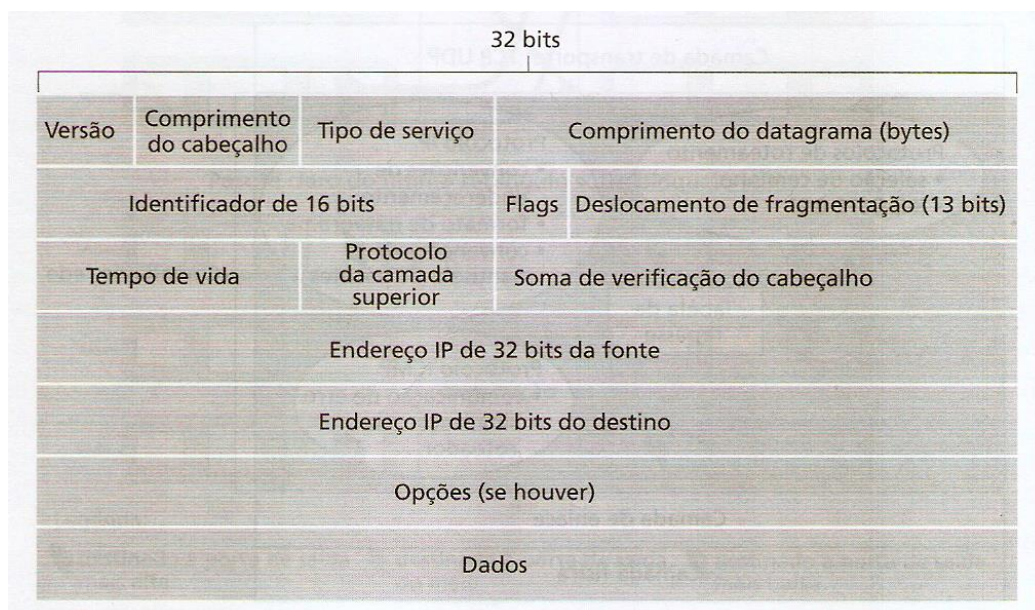 32 bits
Versão
Comprimento
do cabeçalho
Tipo de serviço
Comprimento do datagrama (bytes)
Identificador de 16 bits
Flags
Deslocamento de fragmentação (13 bits)
Tempo de vida
Protocolo
da camada
superior
Soma de verificação do cabeçalho
Endereço IP de 32 bits da fonte
Endereço IP de 32 bits do destino
Opções (se houver)
Dados